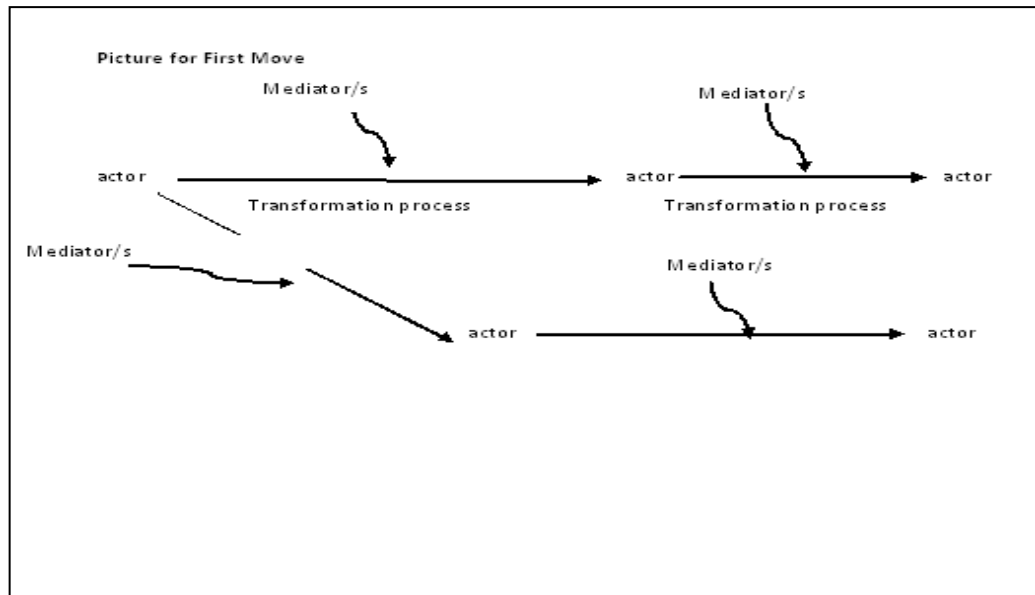 Picture for First Move
Mediator/s
Mediator/s
actor
actor
actor
Transformation process
Transformation process
Mediator/s
Mediator/s
actor
actor